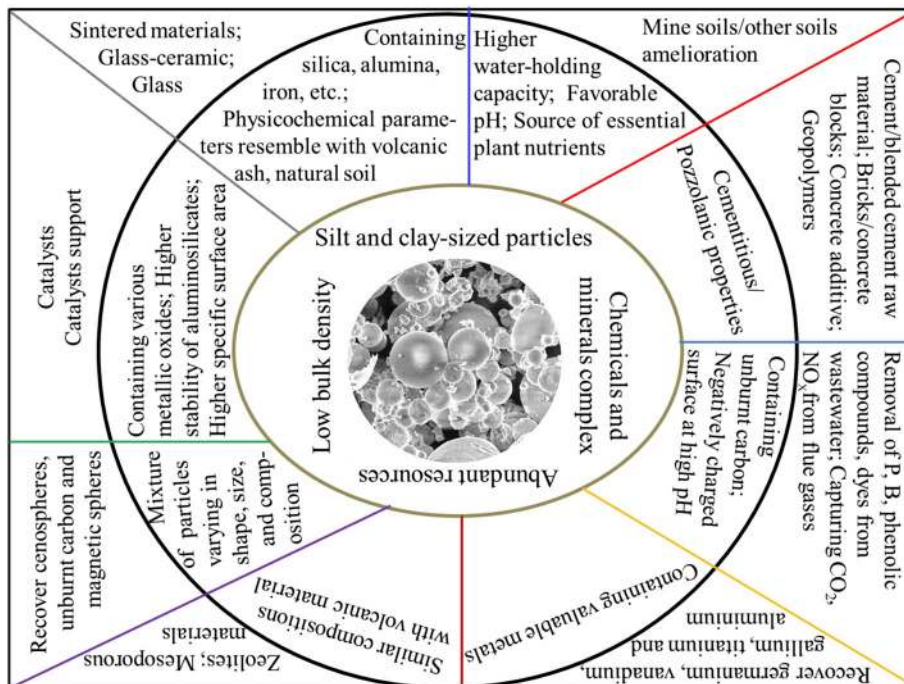 Sintered materials;
Glass-ceramic;
Glass
Containing
silica, alumina,
iron, etc.;
Physicochemical parame-
ters resemble with volcanic
ash, natural soil
Higher
water-holding
capacity; Favorable
pH; Source of essential
plant nutrients
Mine soils/other soils
amelioration
Cement/blended cement raw
material; Bricks/concrete
blocks; Concrete additive;
Geopolymers
Cementitious/
Pozzolanic properties
Catalysts
Catalysts support
Containing various
metallic oxides; Higher
stability of aluminosilicates;
Higher specific surface area
Silt and clay-sized particles
Low bulk density
Chemicals and
minerals complex
Abundant resources
Containing
unburnt carbon;
Negatively charged
surface at high pH
Removal of P, B, phenolic
compounds, dyes from
wastewater; Capturing CO2,
NOx from flue gases
Recover cenospheres,
unburnt carbon and
magnetic spheres
Mixture
of particles
varying in
shape, size,
and comp-
osition
Zeolites; Mesoporous
materials
Similar compositions
with volcanic material
Containing valuable metals
Recover germanium, vanadium,
gallium, titanium and
aluminium